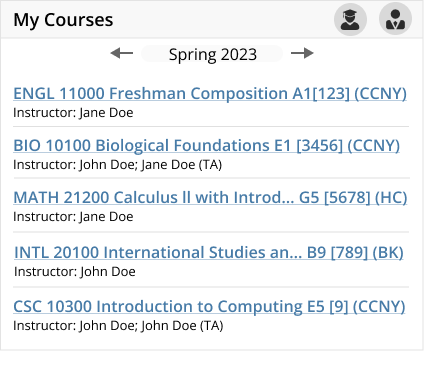 My Courses
Spring 2023
ENGL 11000 Freshman Composition A1[123] (CCNY)
Instructor: Jane Doe
BIO 10100 Biological Foundations E1 [3456] (CCNY)
Instructor: John Doe; Jane Doe (TA)
MATH 21200 Calculus ll with Introd... G5 [5678] (HC)
Instructor: Jane Doe
INTL 20100 International Studies an... B9 [789] (BK)
Instructor: John Doe
CSC 10300 Introduction to Computing E5 [9] (CCNY)
Instructor: John Doe; John Doe (TA)